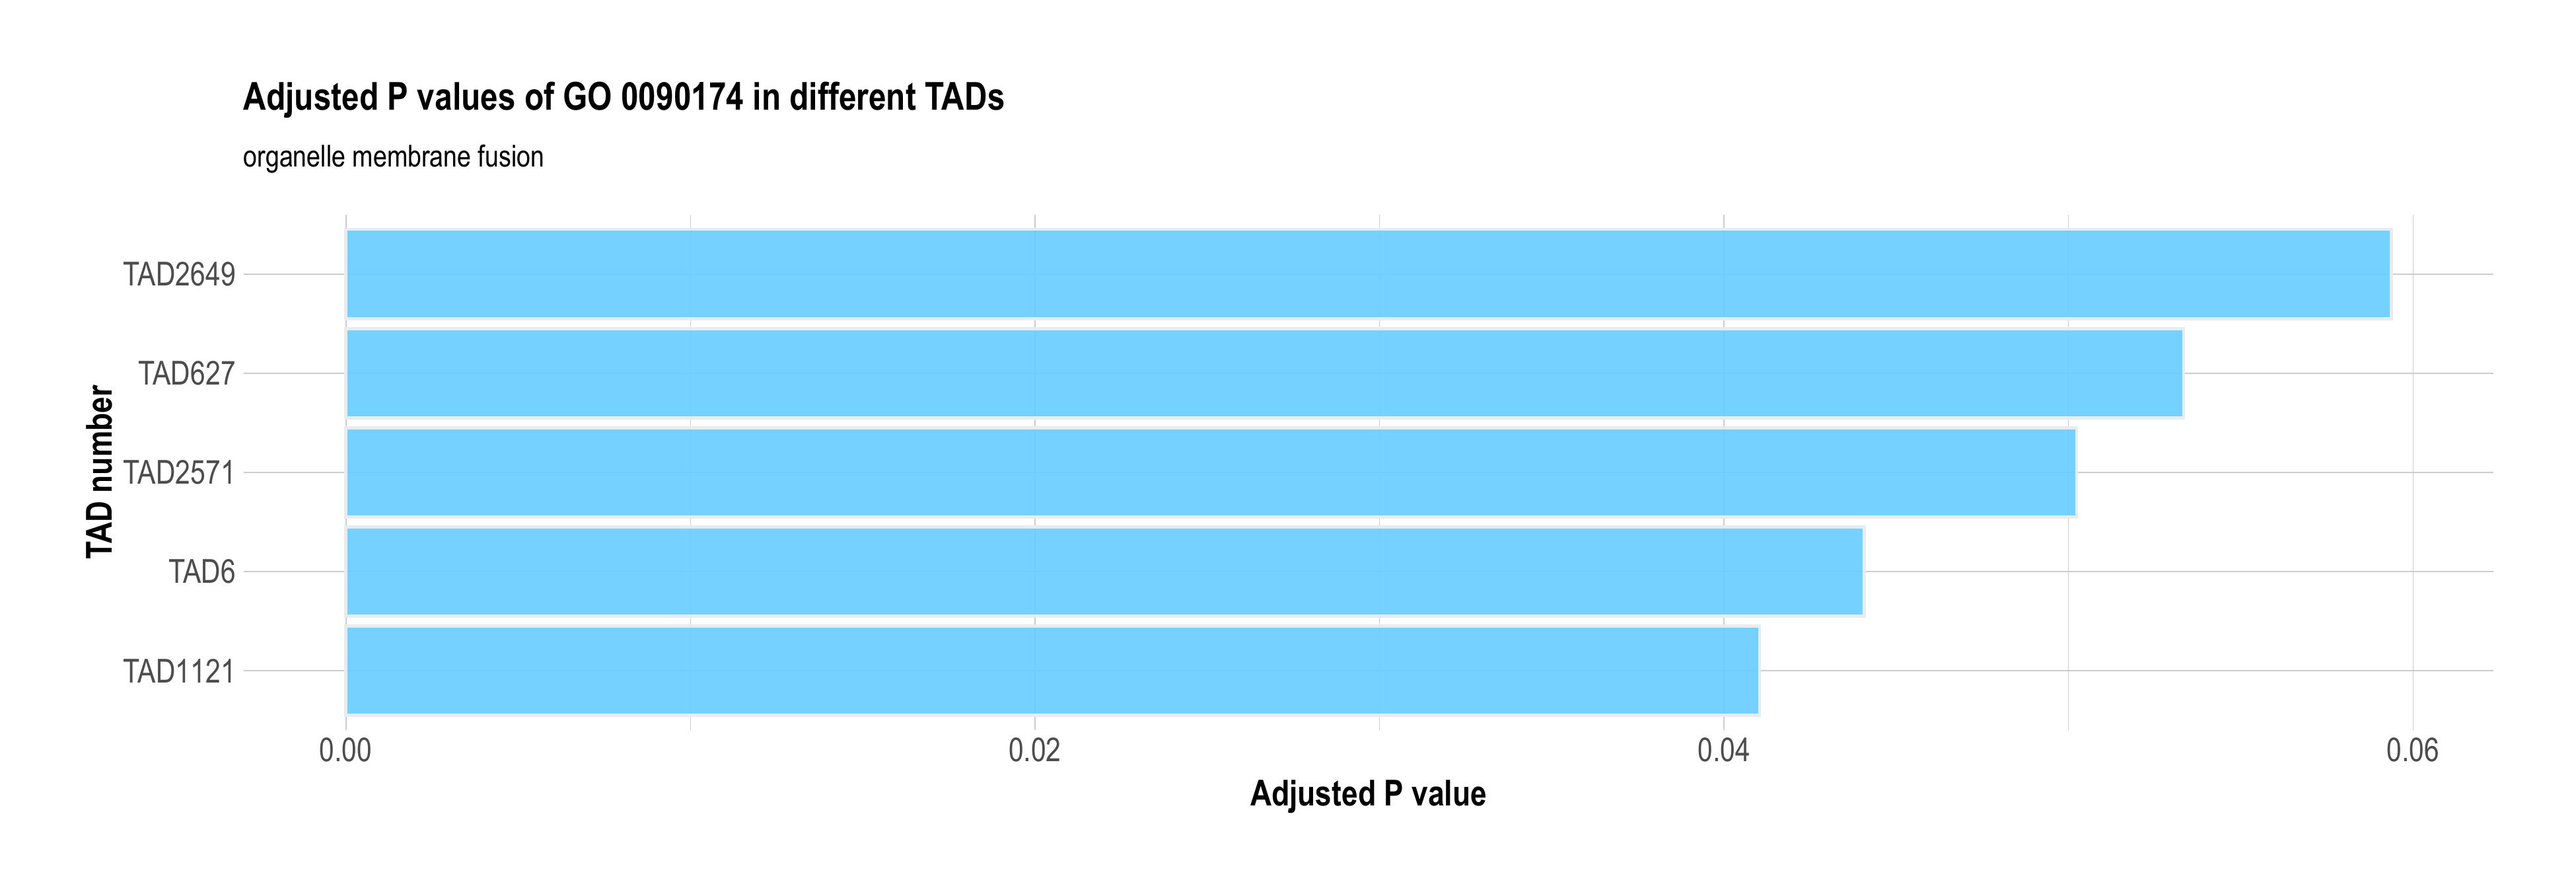 Adjusted P values of GO 0090174 in different TADs
organelle membrane fusion
TAD number
TAD2649
TAD627
TAD2571
TAD6
TAD1121
0.00 0.02 0.04 0.06
Adjusted P value